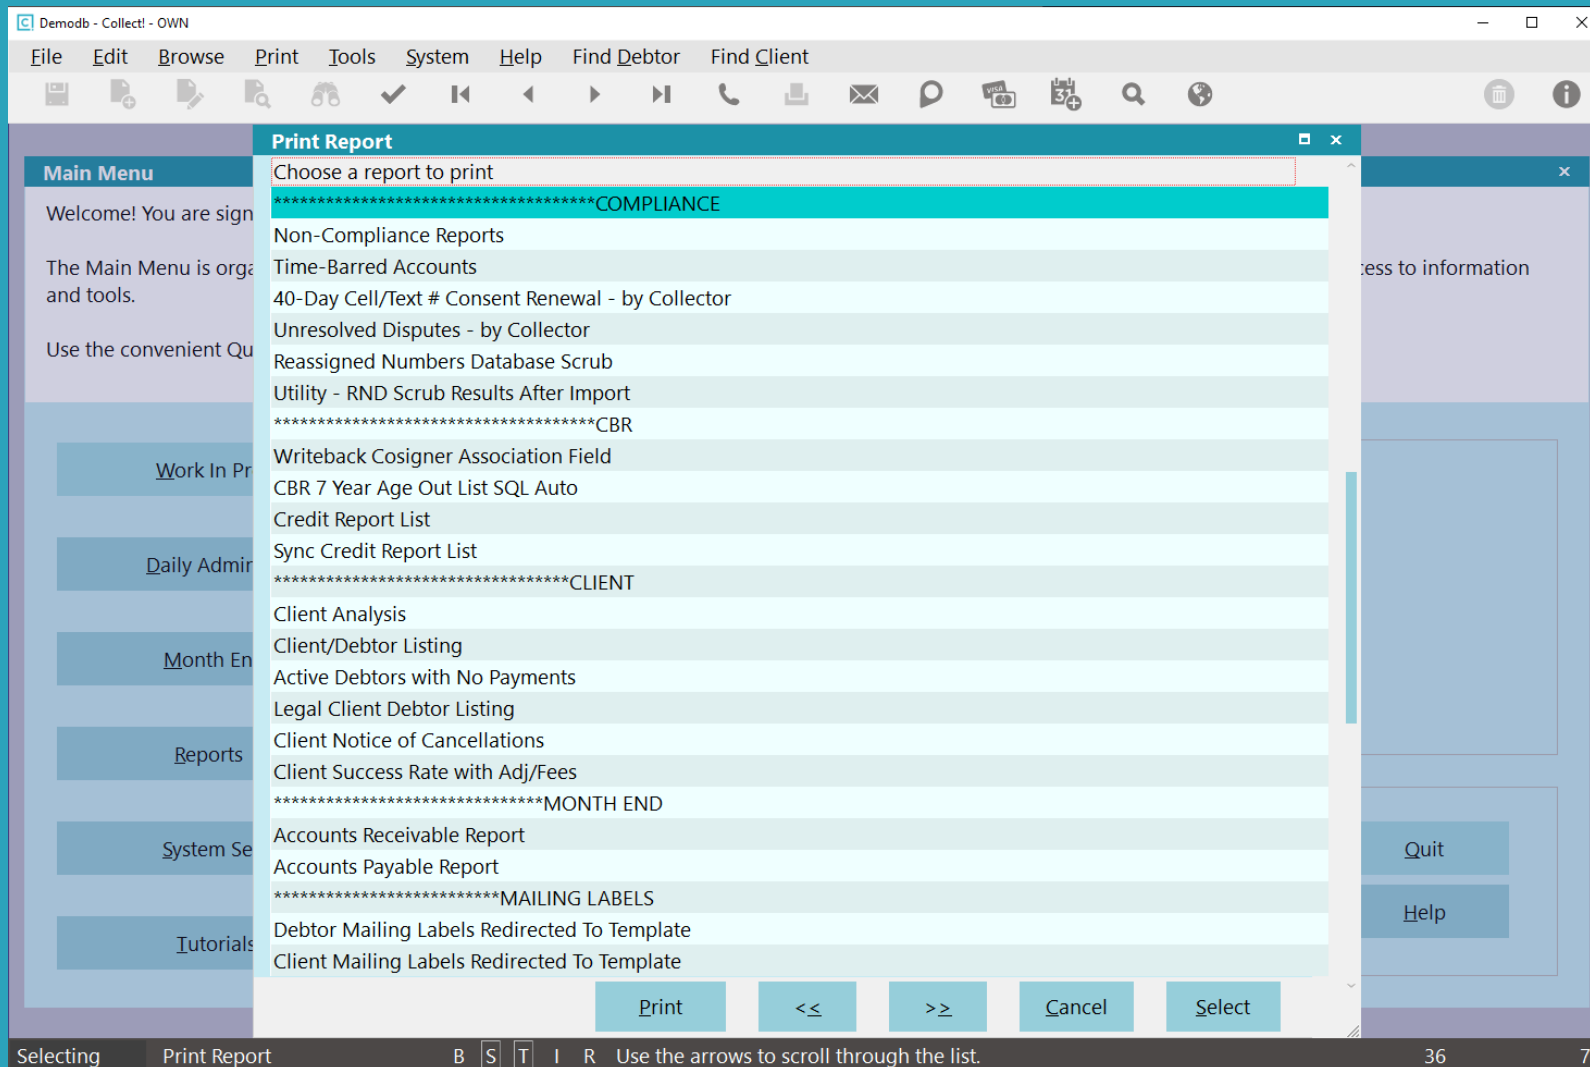 Demodb - Collect! - OWN
File Edit Browse Print Tools System Help Find Debtor Find Client
VISA
31
Print Report
Main Menu
Choose a report to print
*************************************COMPLIANCE
Welcome! You are sign
Non-Compliance Reports
The Main Menu is orga
Time-Barred Accounts
cess to information
and tools.
40-Day Cell/Text # Consent Renewal - by Collector
Unresolved Disputes - by Collector
Use the convenient Qu
Reassigned Numbers Database Scrub
Utility - RND Scrub Results After Import
*************************************CBR
Writeback Cosigner Association Field
Work In Pr
CBR 7 Year Age Out List SQL Auto
Credit Report List
Sync Credit Report List
Daily Admin
**********************************CLIENT
Client Analysis
Client/Debtor Listing
Month En
Active Debtors with No Payments
Legal Client Debtor Listing
Client Notice of Cancellations
Reports
Client Success Rate with Adj/Fees
*******************************MONTH END
Accounts Receivable Report
System Se
Quit
Accounts Payable Report
**************************MAILING LABELS
Help
Debtor Mailing Labels Redirected To Template
Tutorials
Client Mailing Labels Redirected To Template
Print << >> Cancel Select
Selecting Print Report B S T I R Use the arrows to scroll through the list. 36 7